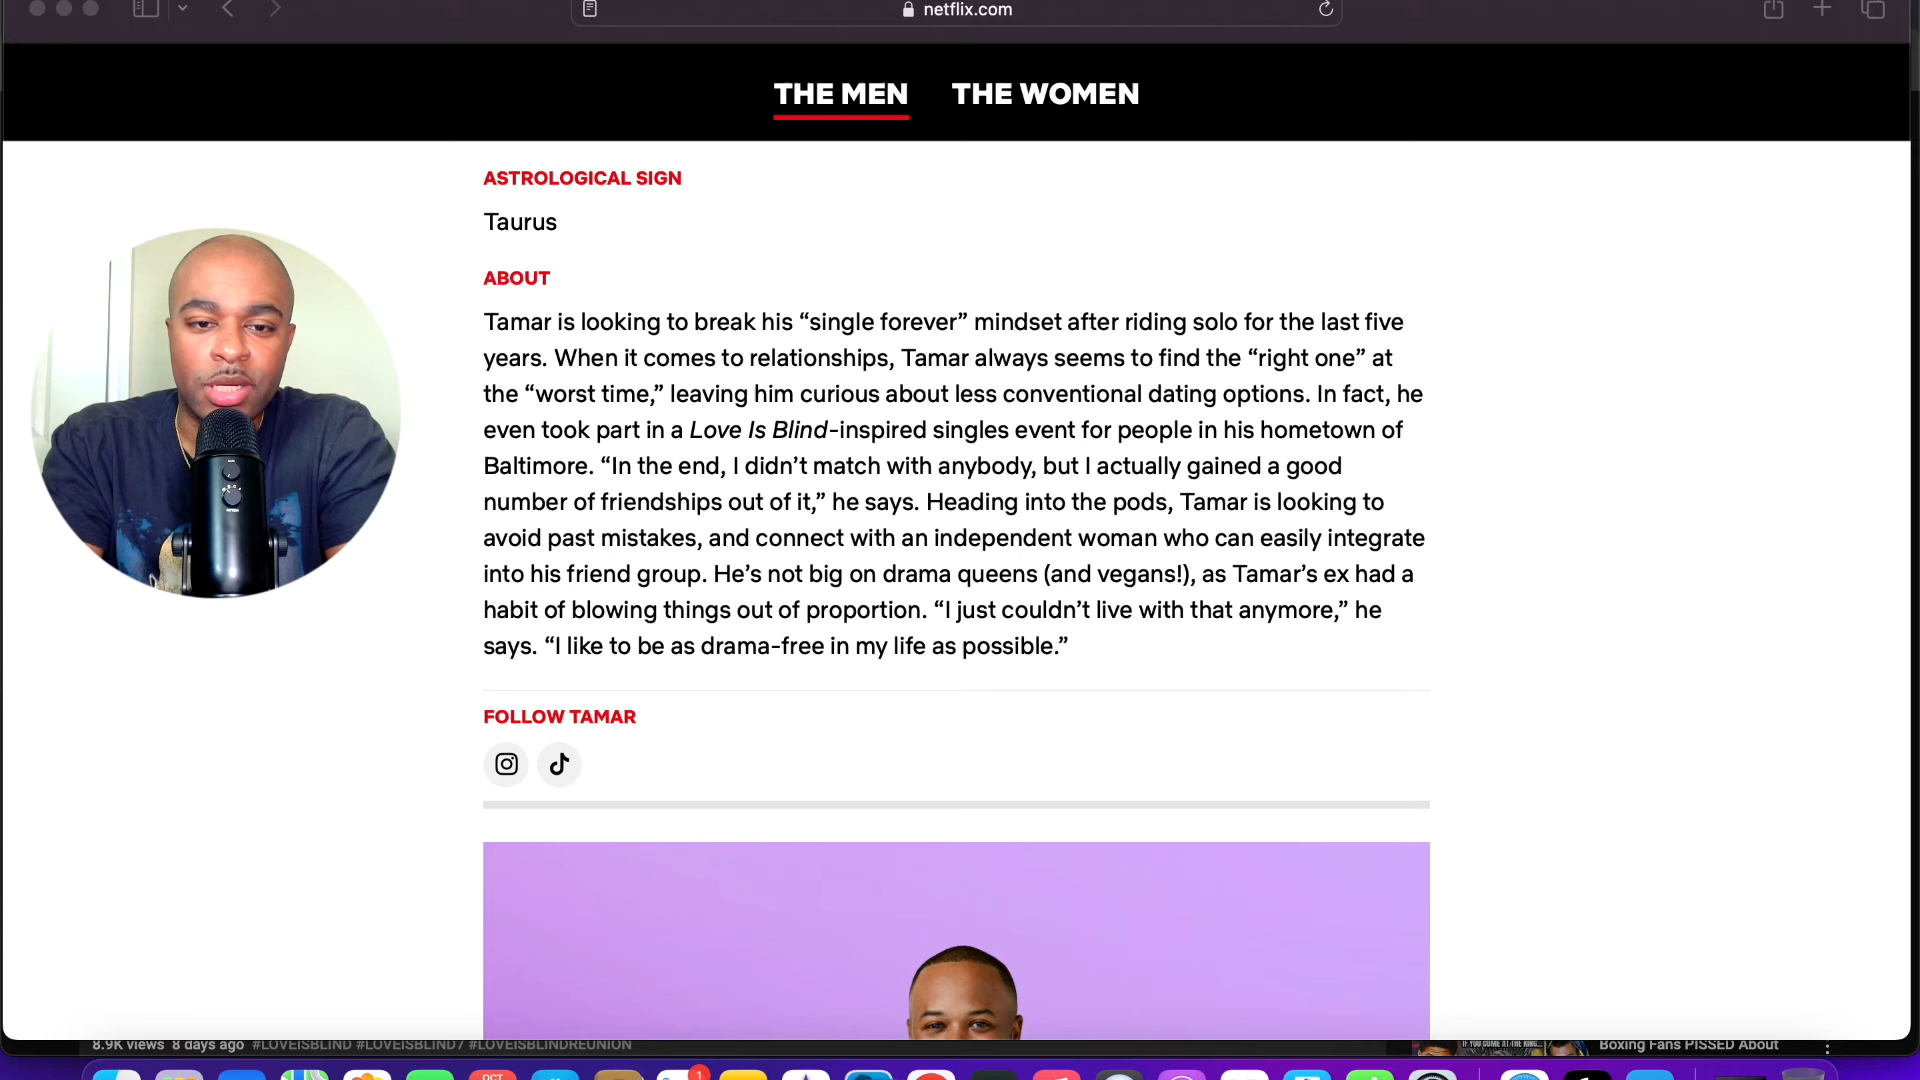 netflix.com
THE MEN THE WOMEN
ASTROLOGICAL SIGN
Taurus
ABOUT
Tamar is looking to break his “single forever” mindset after riding solo for the last five
years. When it comes to relationships, Tamar always seems to find the “right one” at
the “worst time,” leaving him curious about less conventional dating options. In fact, he
even took part in a Love Is Blind-inspired singles event for people in his hometown of
Baltimore. “In the end, I didn’t match with anybody, but I actually gained a good
number of friendships out of it,” he says. Heading into the pods, Tamar is looking to
avoid past mistakes, and connect with an independent woman who can easily integrate
into his friend group. He’s not big on drama queens (and vegans!), as Tamar’s ex had a
habit of blowing things out of proportion. “I just couldn’t live with that anymore,” he
says. “I like to be as drama-free in my life as possible.”
FOLLOW TAMAR
8.9K views 8 days ago #LOVEISBLIND #LOVEISBLIND7 #LOVEISBLINDREUNION
IF YOU COME AT THE KING...
Boxing Fans PISSED About
OCT
1